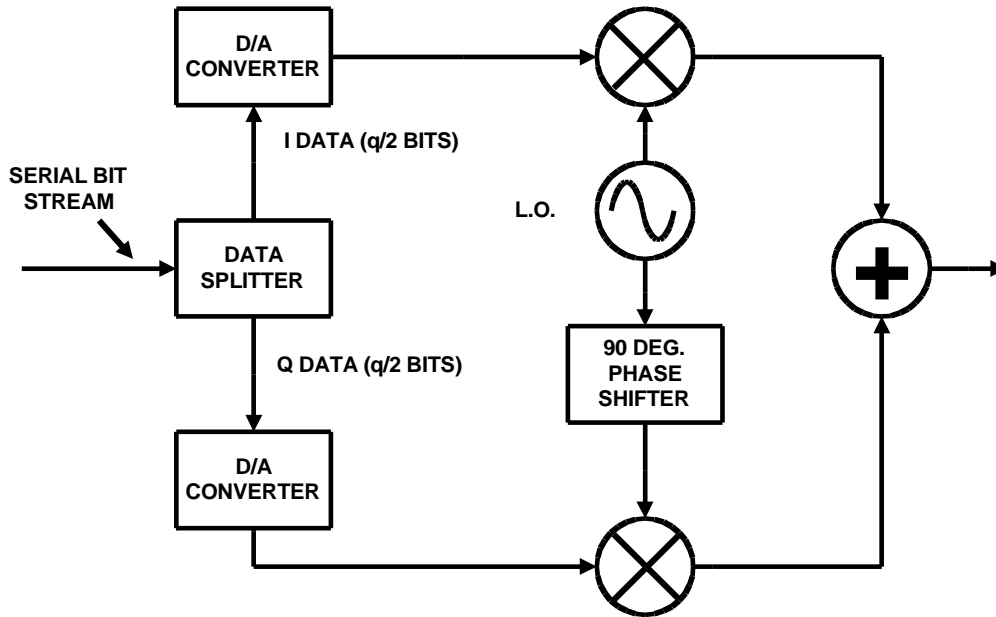 D/A
CONVERTER
I DATA (q/2 BITS)
SERIAL BIT
STREAM
L.O.
DATA
SPLITTER
Q DATA (q/2 BITS)
90 DEG.
PHASE
SHIFTER
D/A
CONVERTER